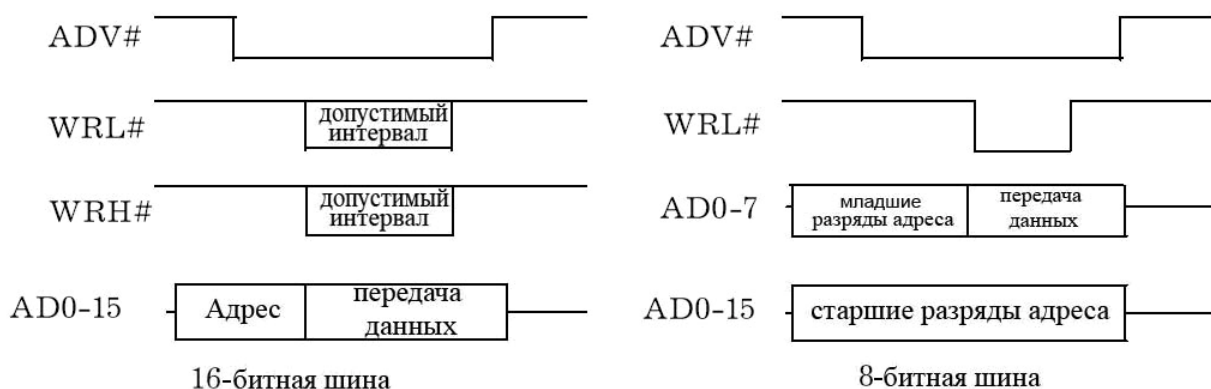 ADV#
WRL#
допустимый
интервал
WRH#
допустимый
интервал
AD0-15
Адрес
передача
данных
16-битная шина
ADV#
WRL#
AD0-7
младшие
разряды адреса
передача
данных
AD0-15
старшие разряды адреса
8-битная шина